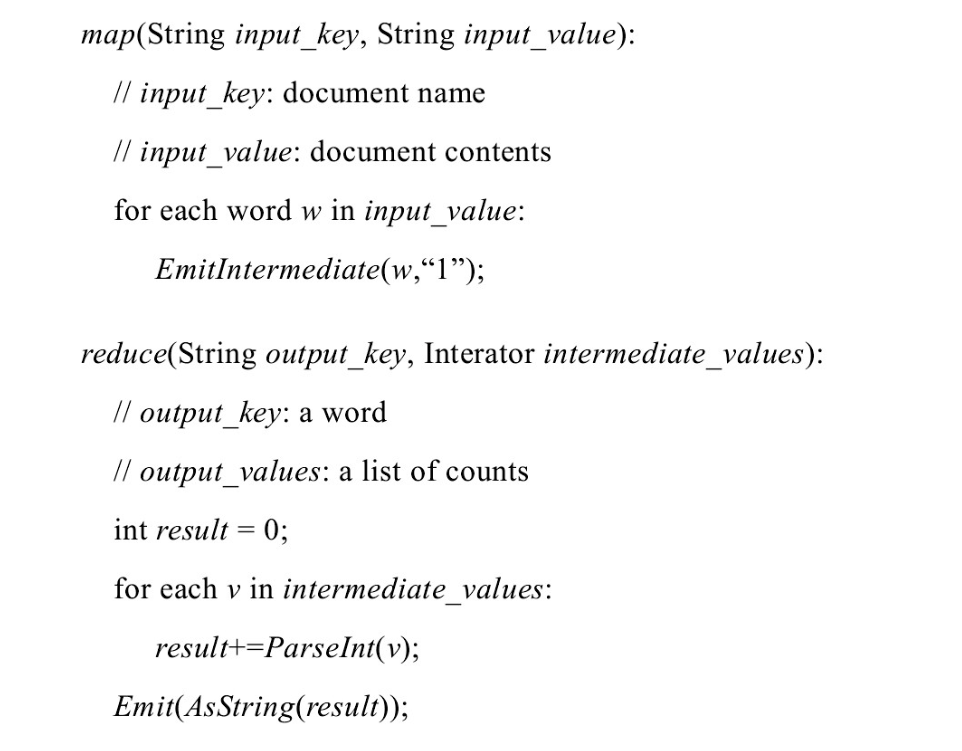 map(String input_key, String input_value):
// input_key: document name
// input_value: document contents
for each word w in input_value:
EmitIntermediate(w,“1”);
reduce(String output_key, Interator intermediate_values):
// output_key: a word
// output_values: a list of counts
int result = 0;
for each v in intermediate_values:
result+=ParseInt(v);
Emit(AsString(result));